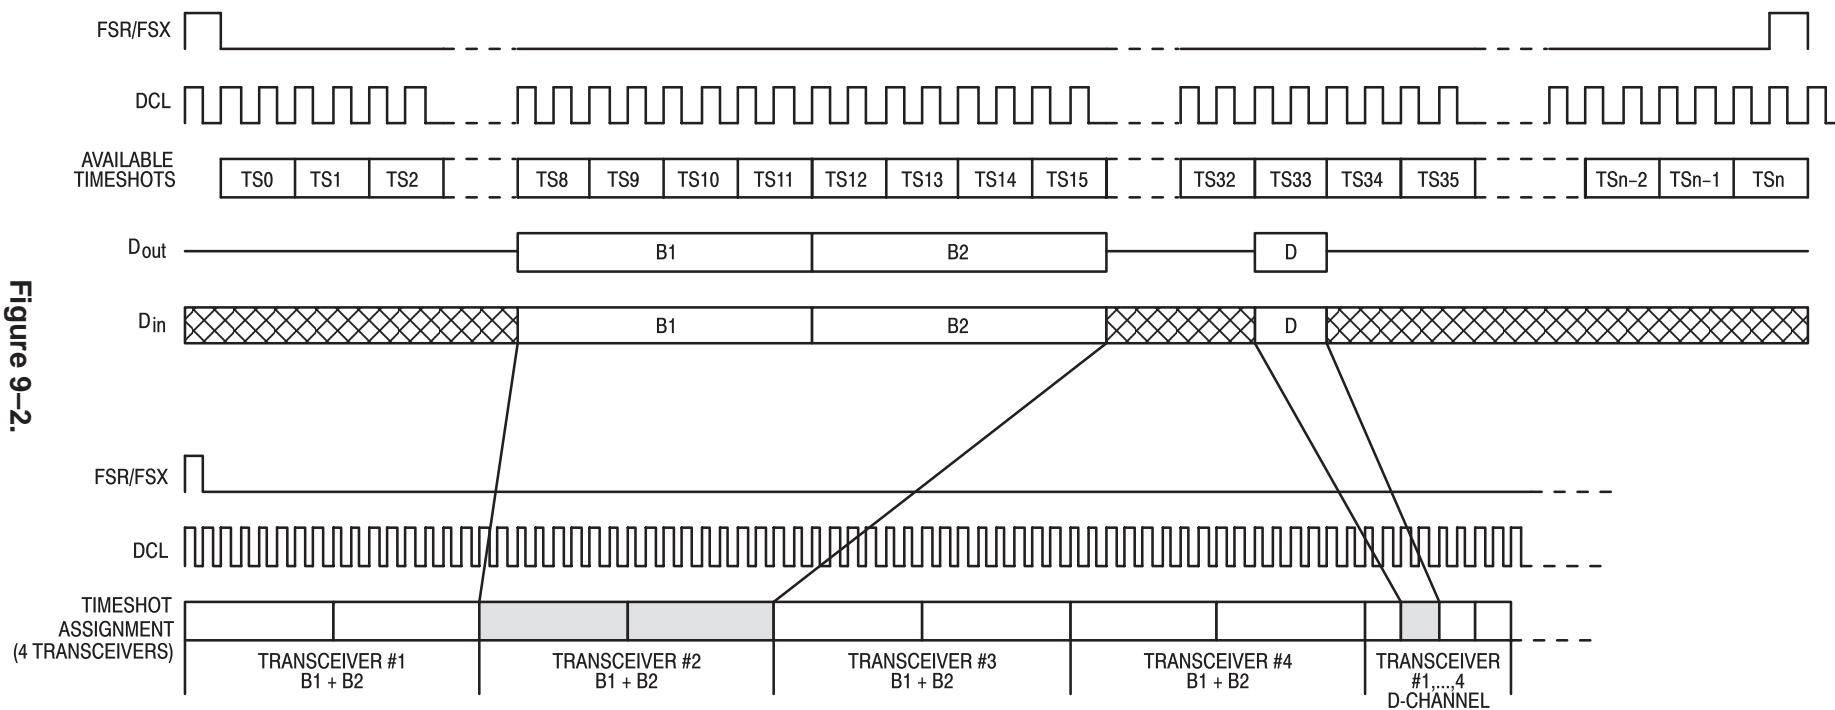 FSR/FSX
DCL
AVAILABLE
TIMESHOTS
TS0 TS1 TS2 TS8 TS9 TS10 TS11 TS12 TS13 TS14 TS15 TS32 TS33 TS34 TS35 TSn–2 TSn–1 TSn
Dout B1 B2 D
Din B1 B2 D
Figure 9–2.
FSR/FSX
DCL
TIMESHOT
ASSIGNMENT
(4 TRANSCEIVERS)
TRANSCEIVER #1
B1 + B2
TRANSCEIVER #2
B1 + B2
TRANSCEIVER #3
B1 + B2
TRANSCEIVER #4
B1 + B2
TRANSCEIVER
#1,...,4
D-CHANNEL